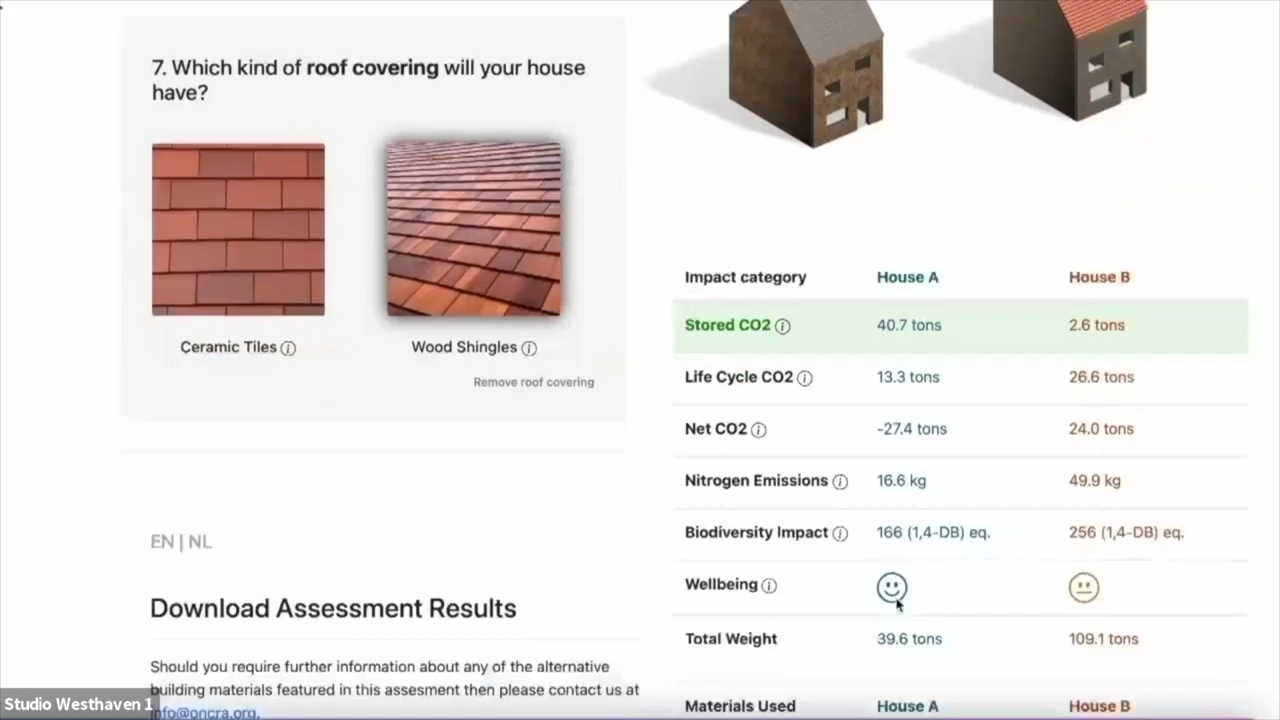 7. Which kind of roof covering will your house
have?
Ceramic Tiles
Wood Shingles
Remove roof covering
EN | NL
Download Assessment Results
Should you require further information about any of the alternative
building materials featured in this assesment then please contact us at
info@oncra.org.
Impact category House A House B
Stored CO2 40.7 tons 2.6 tons
Life Cycle CO2 13.3 tons 26.6 tons
Net CO2 -27.4 tons 24.0 tons
Nitrogen Emissions 16.6 kg 49.9 kg
Biodiversity Impact 166 (1,4-DB) eq. 256 (1,4-DB) eq.
Wellbeing
Total Weight 39.6 tons 109.1 tons
Materials Used House A House B
Studio Westhaven 1